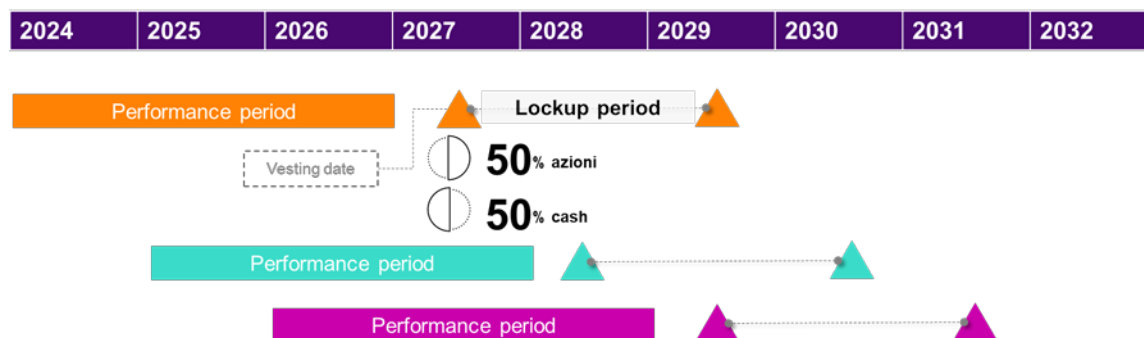 2024 2025 2026 2027 2028 2029 2030 2031 2032
Performance period
Lockup period
Vesting date
50% azioni
50% cash
Performance period
Performance period